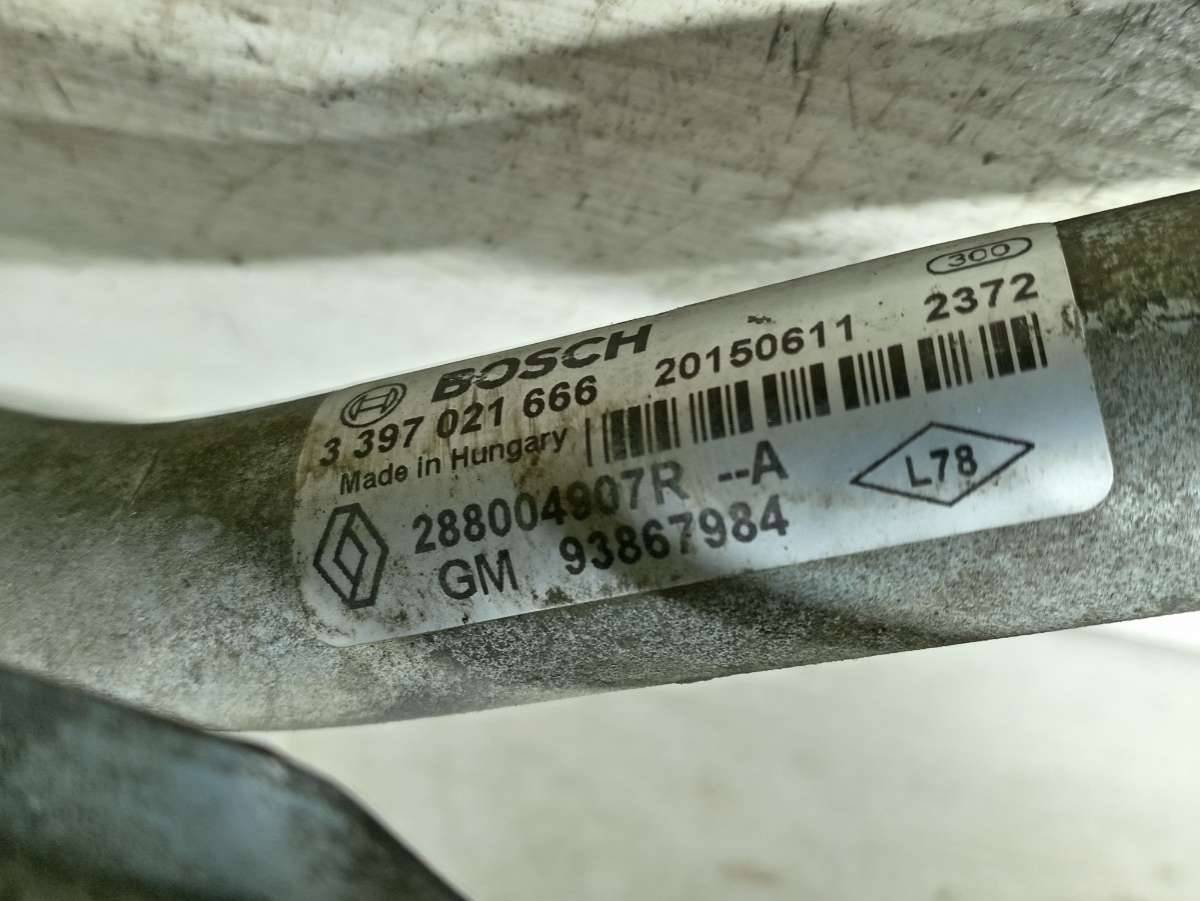 300
BOSCH 20150611 2372
3 397 021 666
Made in Hungary
288004907R --A
GM 93867984
L78